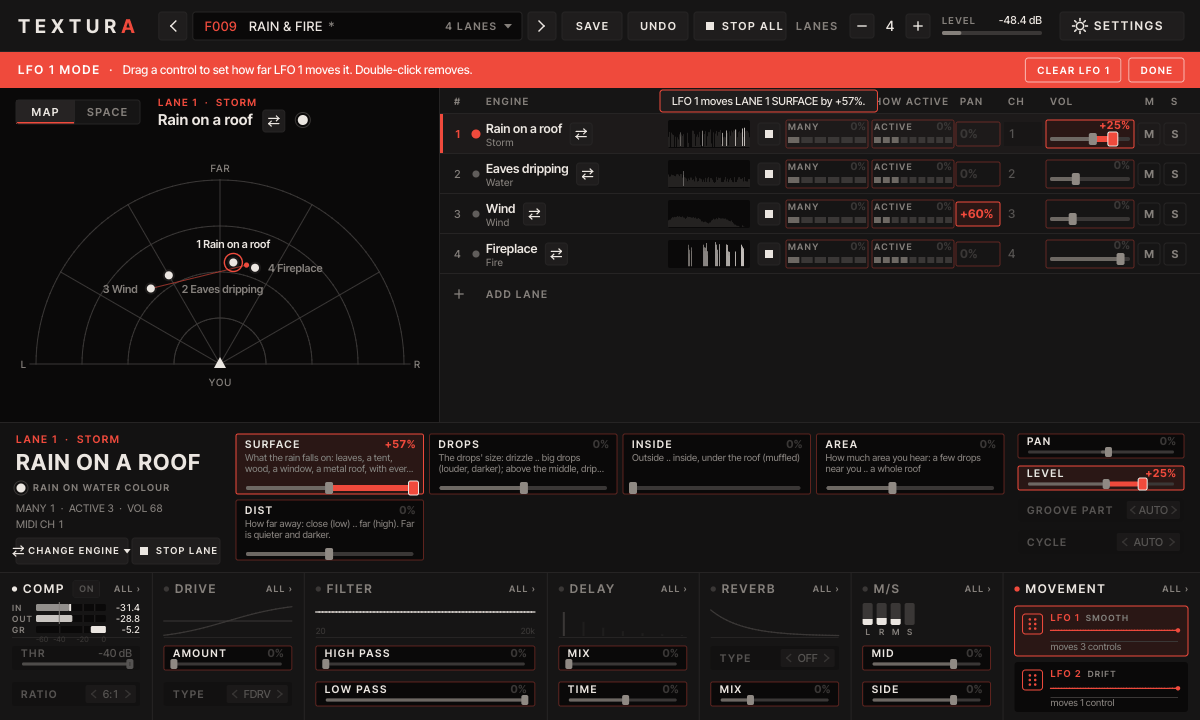 TEXTURA
F009 RAIN & FIRE * 4 LANES
SAVE
UNDO
STOP ALL
LANES
4
LEVEL -48.4 dB
SETTINGS
LFO 1 MODE · Drag a control to set how far LFO 1 moves it. Double-click removes.
CLEAR LFO 1
DONE
MAP SPACE
LANE 1 · STORM
Rain on a roof
FAR
1 Rain on a roof
4 Fireplace
3 Wind
2 Eaves dripping
L
R
YOU
# ENGINE
LFO 1 moves LANE 1 SURFACE by +57%.
HOW ACTIVE PAN CH VOL M S
1 Rain on a roof MANY 0% ACTIVE 0% 0% 1 +25% M S
Storm
2 Eaves dripping MANY 0% ACTIVE 0% 0% 2 0% M S
Water
3 Wind MANY 0% ACTIVE 0% +60% 3 0% M S
Wind
4 Fireplace MANY 0% ACTIVE 0% 0% 4 0% M S
Fire
+ ADD LANE
LANE 1 · STORM
RAIN ON A ROOF
RAIN ON WATER COLOUR
MANY 1 · ACTIVE 3 · VOL 68
MIDI CH 1
CHANGE ENGINE
STOP LANE
SURFACE +57%
What the rain falls on: leaves, a tent,
wood, a window, a metal roof, with ever...
DROPS 0%
The drops' size: drizzle .. big drops
(louder, darker); above the middle, drip...
INSIDE 0%
Outside .. inside, under the roof (muffled)
AREA 0%
How much area you hear: a few drops
near you .. a whole roof
DIST 0%
How far away: close (low) .. far (high). Far
is quieter and darker.
PAN 0%
LEVEL +25%
GROOVE PART < AUTO >
CYCLE < AUTO >
COMP ON ALL ›
IN -31.4
OUT -28.8
GR -5.2
-60 -40 -20 0
THR -40 dB
RATIO < 6:1 >
DRIVE ALL ›
AMOUNT 0%
TYPE < FDRV >
FILTER ALL ›
20 20k
HIGH PASS 0%
LOW PASS 0%
DELAY ALL ›
MIX 0%
TIME 0%
REVERB ALL ›
TYPE < OFF >
MIX 0%
M/S ALL ›
L R M S
MID 0%
SIDE 0%
MOVEMENT ALL ›
LFO 1 SMOOTH
moves 3 controls
LFO 2 DRIFT
moves 1 control